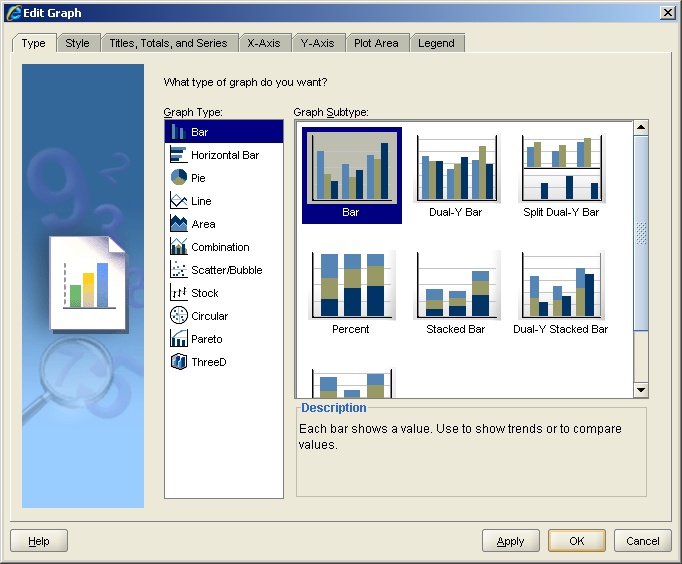 Edit Graph
Type
Style
Titles, Totals, and Series
X-Axis
Y-Axis
Plot Area
Legend
What type of graph do you want?
Graph Type:
Bar
Horizontal Bar
Pie
Line
Area
Combination
Scatter/Bubble
Stock
Circular
Pareto
ThreeD
Graph Subtype:
Bar
Dual-Y Bar
Split Dual-Y Bar
Percent
Stacked Bar
Dual-Y Stacked Bar
Description
Each bar shows a value. Use to show trends or to compare
values.
Help
Apply
OK
Cancel